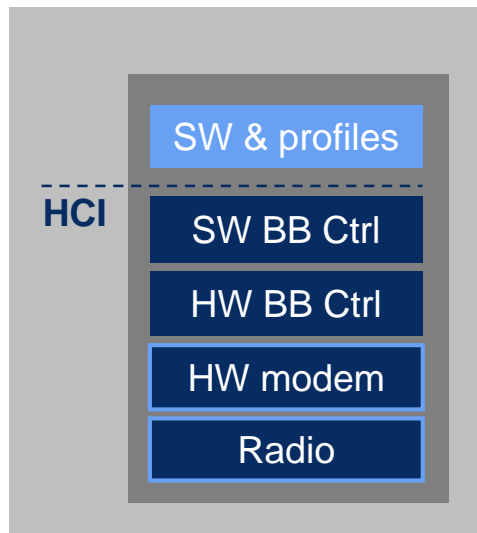 SW & profiles
HCI
SW BB Ctrl
HW BB Ctrl
HW modem
Radio